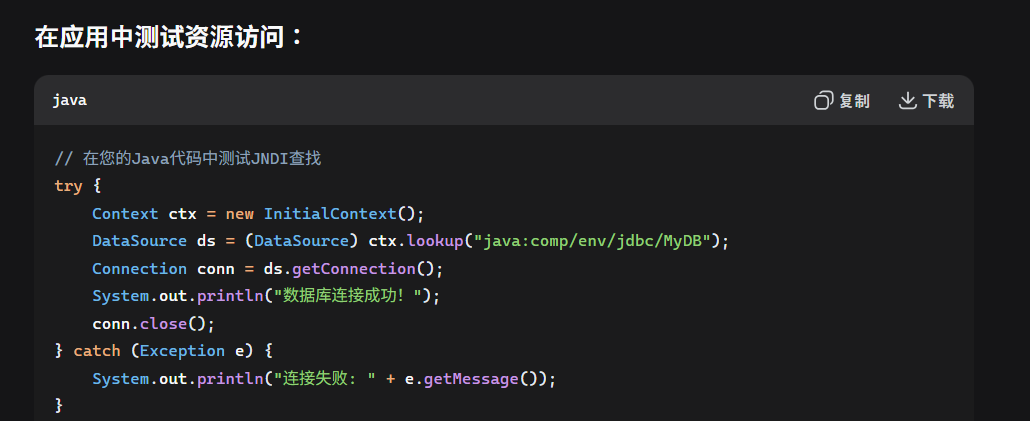 在应用中测试资源访问：
java
复制
下载
// 在您的Java代码中测试JNDI查找
try {
    Context ctx = new InitialContext();
    DataSource ds = (DataSource) ctx.lookup("java:comp/env/jdbc/MyDB");
    Connection conn = ds.getConnection();
    System.out.println("数据库连接成功！");
    conn.close();
} catch (Exception e) {
    System.out.println("连接失败: " + e.getMessage());
}